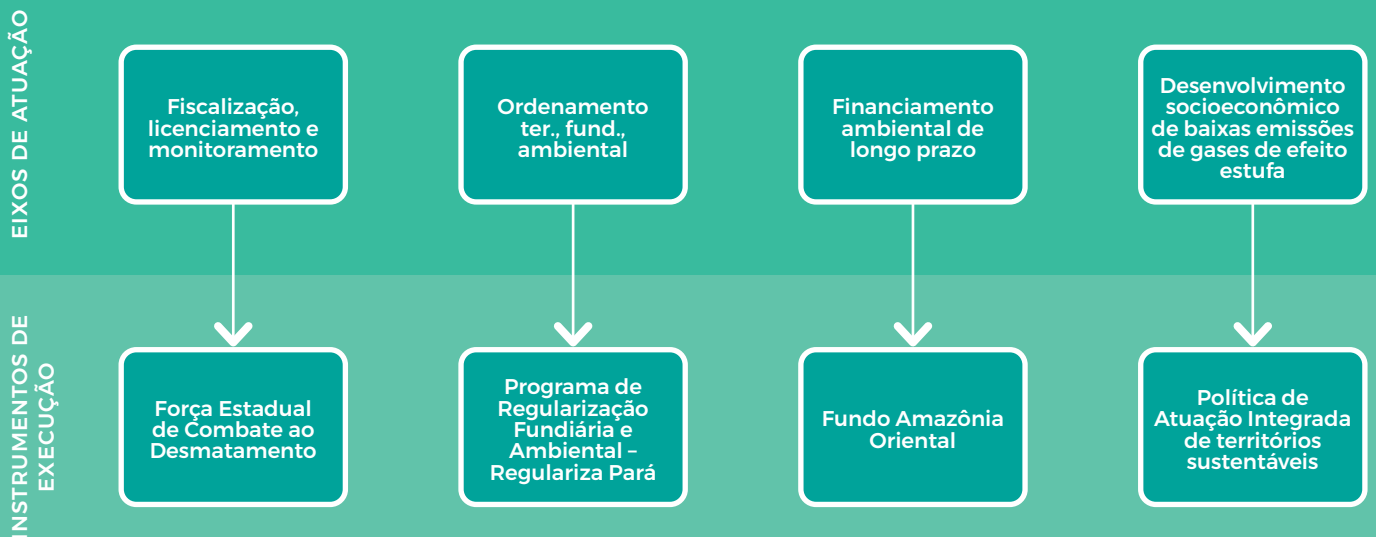 EIXOS DE ATUAÇÃO
Fiscalização,
licenciamento e
monitoramento
Ordenamento
ter., fund.,
ambiental
Financiamento
ambiental de
longo prazo
Desenvolvimento
socioeconômico
de baixas emissões
de gases de efeito
estufa
INSTRUMENTOS DE
EXECUÇÃO
Força Estadual
de Combate ao
Desmatamento
Programa de
Regularização
Fundiária e
Ambiental –
Regulariza Pará
Fundo Amazônia
Oriental
Política de
Atuação Integrada
de territórios
sustentáveis